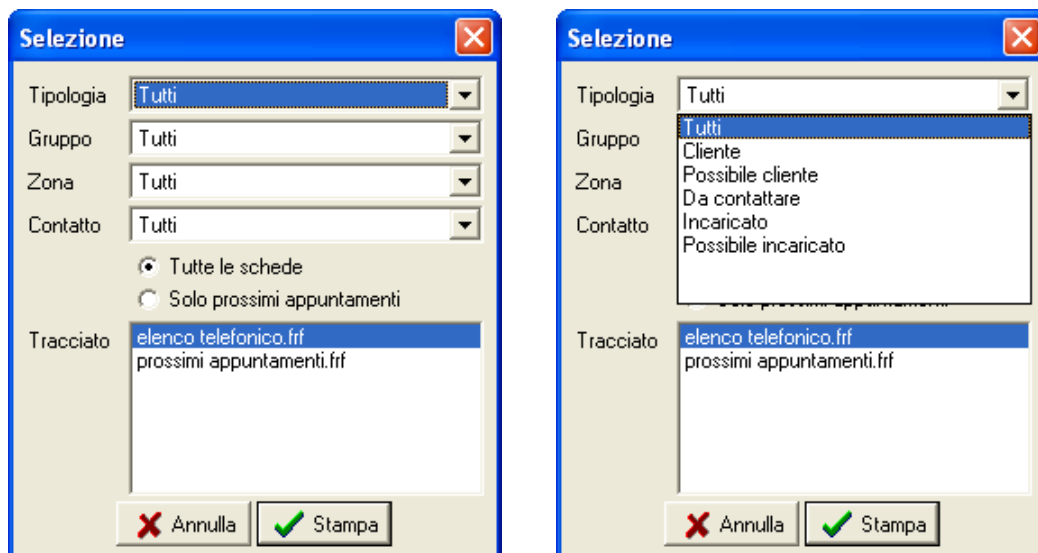 Selezione
Tipologia Tutti
Gruppo Tutti
Zona Tutti
Contatto Tutti
Tutte le schede
Solo prossimi appuntamenti
Tracciato elenco telefonico.frf
prossimi appuntamenti.frf
Annulla Stampa
Selezione
Tipologia Tutti
Tutti
Gruppo Cliente
Possibile cliente
Zona Da contattare
Contatto Incaricato
Possibile incaricato
Tracciato elenco telefonico.frf
prossimi appuntamenti.frf
Annulla Stampa